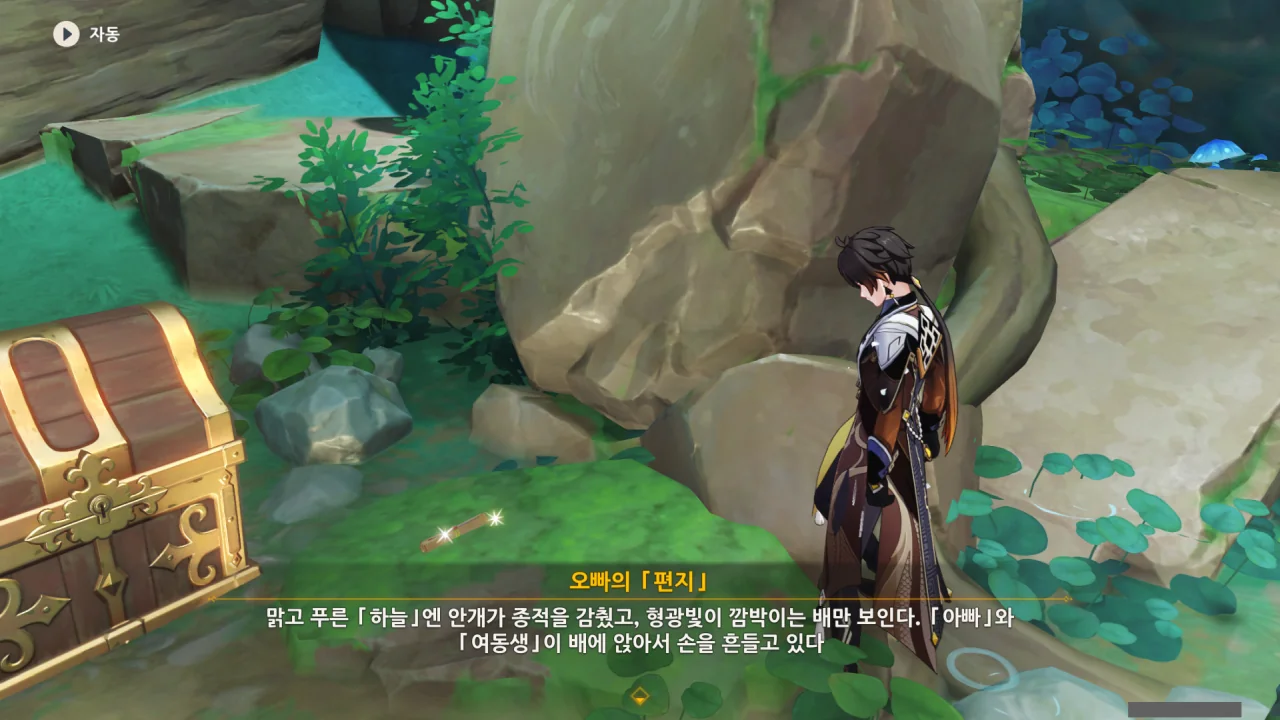 자동
오빠의 「편지」
맑고 푸른 「하늘」엔 안개가 종적을 감췄고, 형광빛이 깜박이는 배만 보인다. 「아빠」와
「여동생」이 배에 앉아서 손을 흔들고 있다